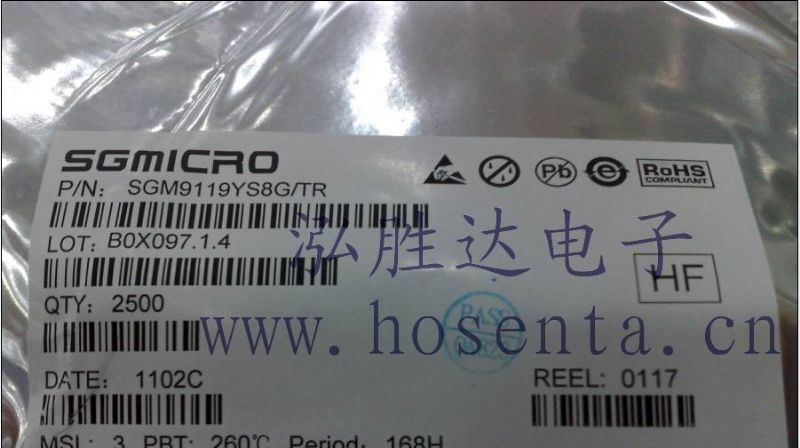 SGMICRO
P/N: SGM9119YS8G/TR
Pb
e
RoHS
COMPLIANT
LOT: B0X097.1.4
泓胜达电子
HF
QTY: 2500
PASS
www.hosenta.cn
DATE: 1102C
REEL: 0117
MSL: 3 PBT: 260℃ Period: 168H